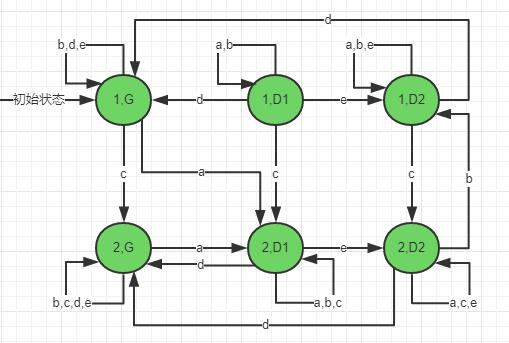 d
b,d,e
a,b
a,b,e
初始状态
1,G
d
1,D1
e
1,D2
c
a
c
c
b
2,G
a
d
2,D1
e
2,D2
b,c,d,e
a,b,c
a,c,e
d